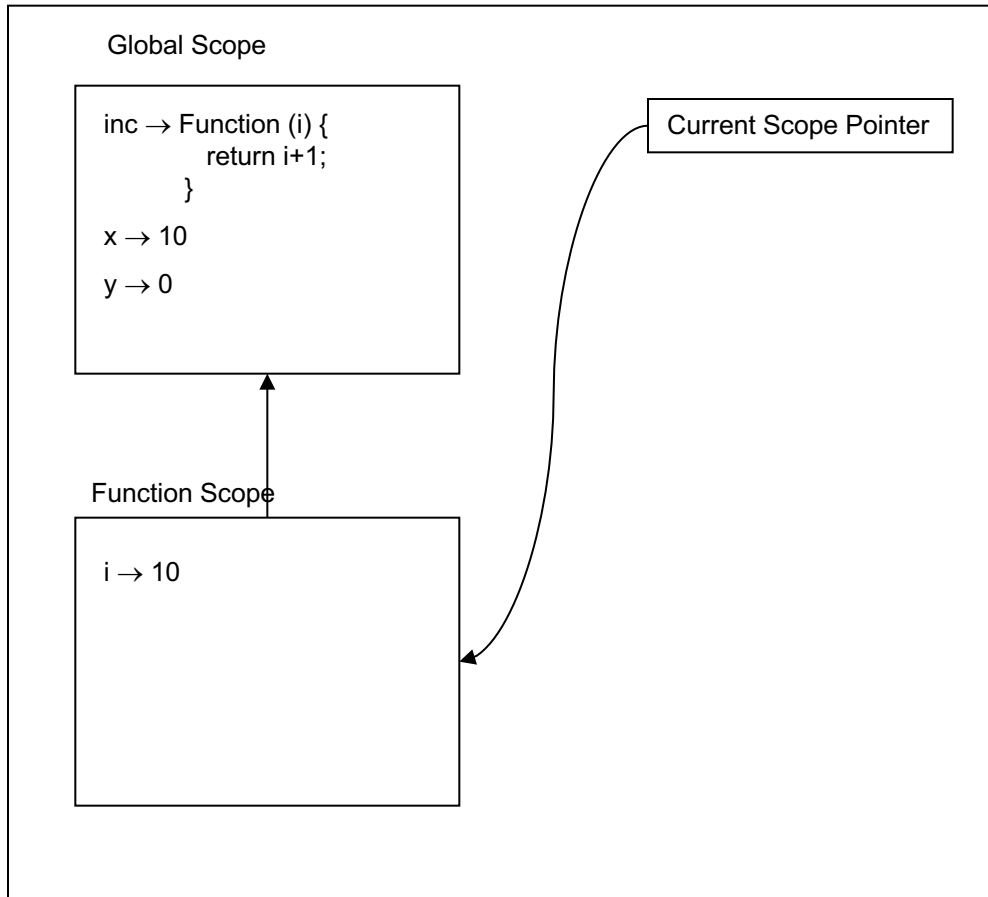 Global Scope
inc → Function (i) {
return i+1;
}
x → 10
y → 0
Current Scope Pointer
Function Scope
i → 10